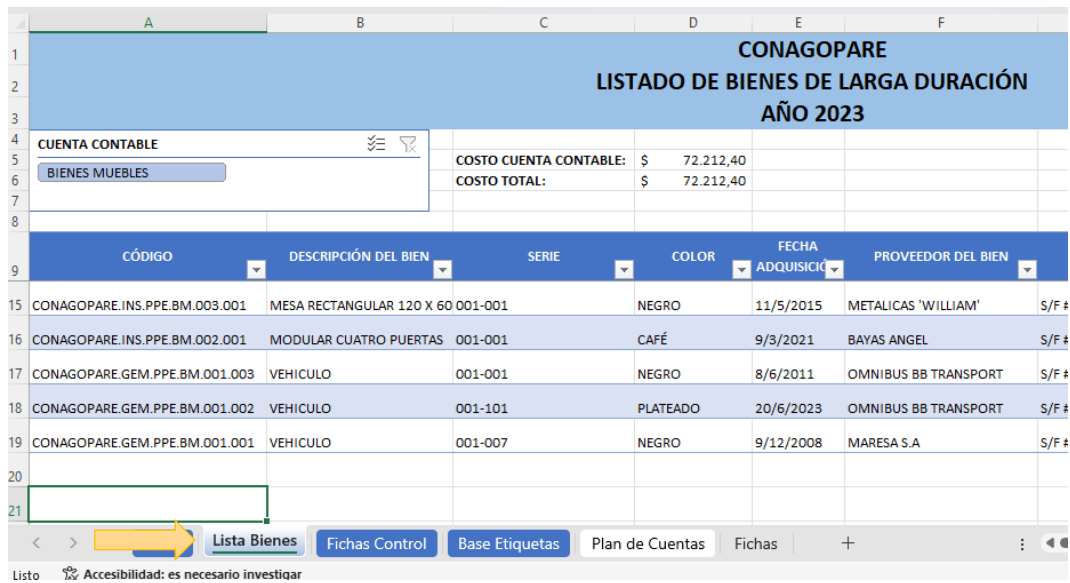 A B C D E F
1 CONAGOPARE
2 LISTADO DE BIENES DE LARGA DURACIÓN
3 AÑO 2023
4 CUENTA CONTABLE
5 BIENES MUEBLES COSTO CUENTA CONTABLE: $ 72.212,40
6 COSTO TOTAL: $ 72.212,40
7
8
9 CÓDIGO DESCRIPCIÓN DEL BIEN SERIE COLOR FECHA ADQUISICIÓ PROVEEDOR DEL BIEN
15 CONAGOPARE.INS.PPE.BM.003.001 MESA RECTANGULAR 120 X 60 001-001 NEGRO 11/5/2015 METALICAS 'WILLIAM' S/F #
16 CONAGOPARE.INS.PPE.BM.002.001 MODULAR CUATRO PUERTAS 001-001 CAFÉ 9/3/2021 BAYAS ANGEL S/F #
17 CONAGOPARE.GEM.PPE.BM.001.003 VEHICULO 001-001 NEGRO 8/6/2011 OMNIBUS BB TRANSPORT S/F #
18 CONAGOPARE.GEM.PPE.BM.001.002 VEHICULO 001-101 PLATEADO 20/6/2023 OMNIBUS BB TRANSPORT S/F #
19 CONAGOPARE.GEM.PPE.BM.001.001 VEHICULO 001-007 NEGRO 9/12/2008 MARESA S.A S/F #
20
21
Lista Bienes Fichas Control Base Etiquetas Plan de Cuentas Fichas +
Listo Accesibilidad: es necesario investigar